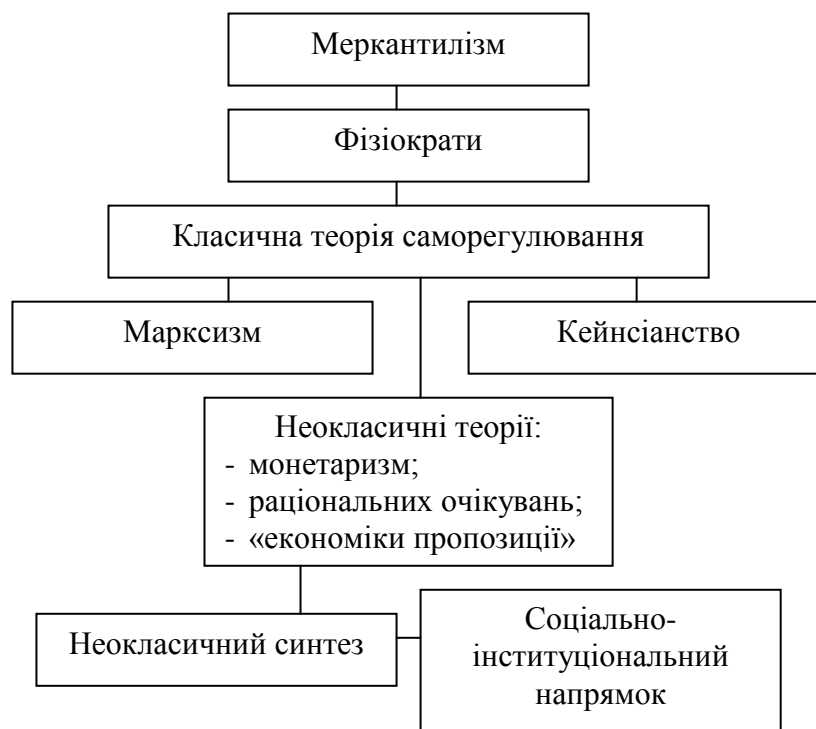 Меркантилізм
Фізіократи
Класична теорія саморегулювання
Марксизм
Кейнсіанство
Неокласичні теорії:
- монетаризм;
- раціональних очікувань;
- «економіки пропозиції»
Неокласичний синтез
Соціально-
інституціональний
напрямок